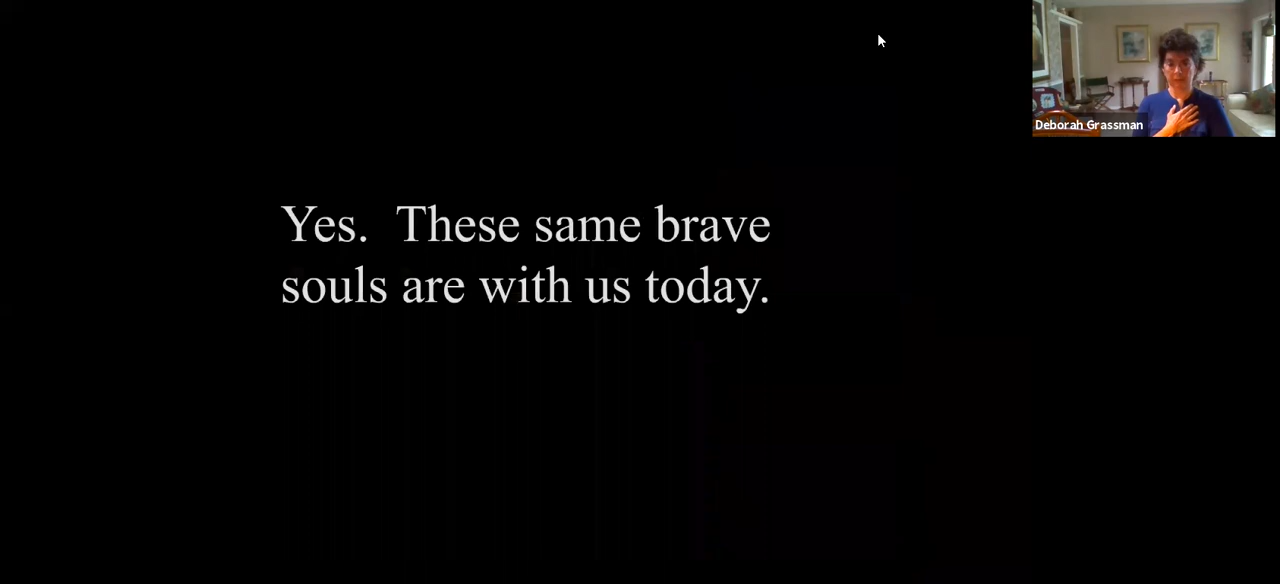 Deborah Grassman
Yes.  These same brave
souls are with us today.